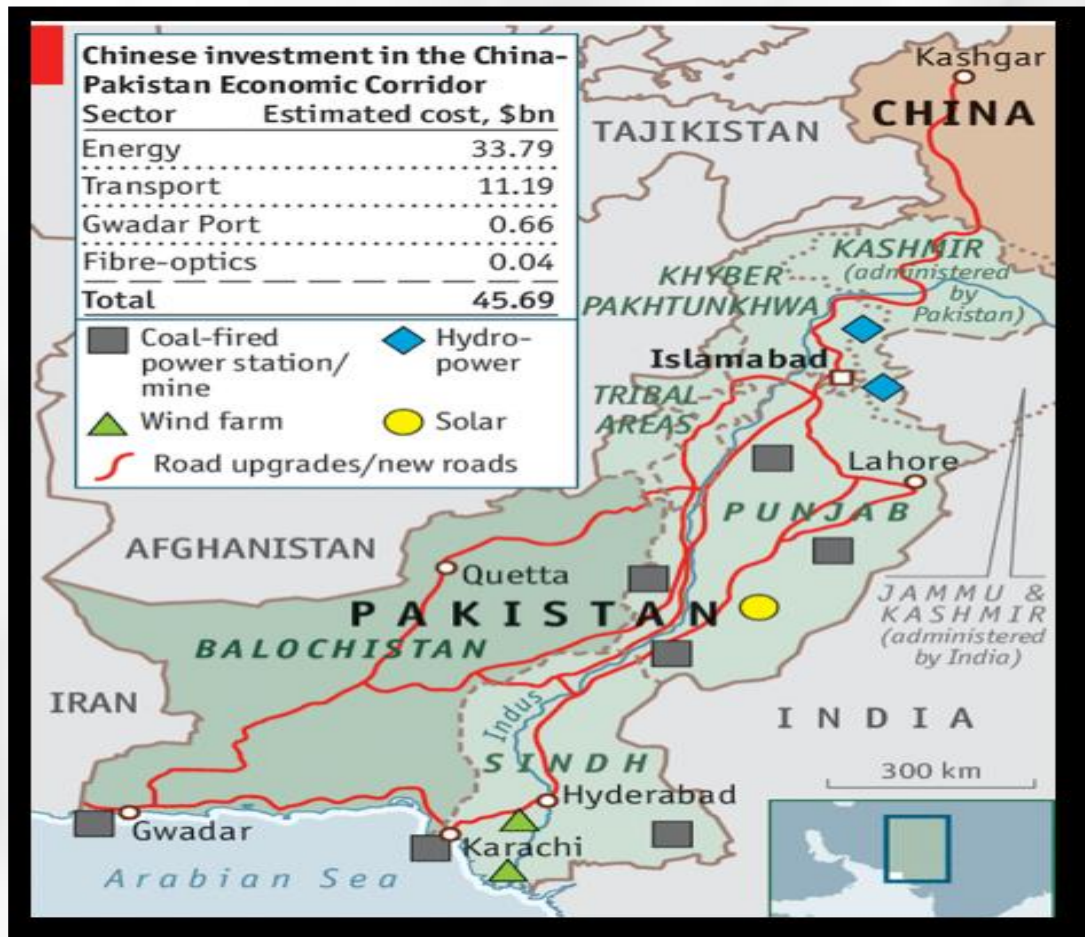 Chinese investment in the China-
Pakistan Economic Corridor
Sector Estimated cost, $bn
Energy 33.79
Transport 11.19
Gwadar Port 0.66
Fibre-optics 0.04
Total 45.69
Coal-fired
power station/
mine
Hydro-
power
Wind farm
Solar
Road upgrades/new roads
Kashgar
CHINA
TAJIKISTAN
KASHMIR
(administered
by
Pakistan)
KHYBER
PAKHTUNKHWA
Islamabad
TRIBAL
AREAS
Lahore
PUNJAB
AFGHANISTAN
Quetta
PAKISTAN
JAMMU &
KASHMIR
(administered
by India)
BALOCHISTAN
IRAN
Indus
INDIA
SINDH
300 km
Hyderabad
Gwadar
Karachi
Arabian Sea